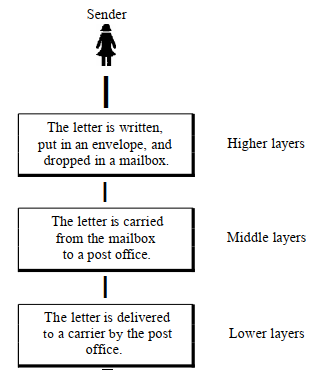 Sender
The letter is written,
put in an envelope, and
dropped in a mailbox.
Higher layers
The letter is carried
from the mailbox
to a post office.
Middle layers
The letter is delivered
to a carrier by the post
office.
Lower layers